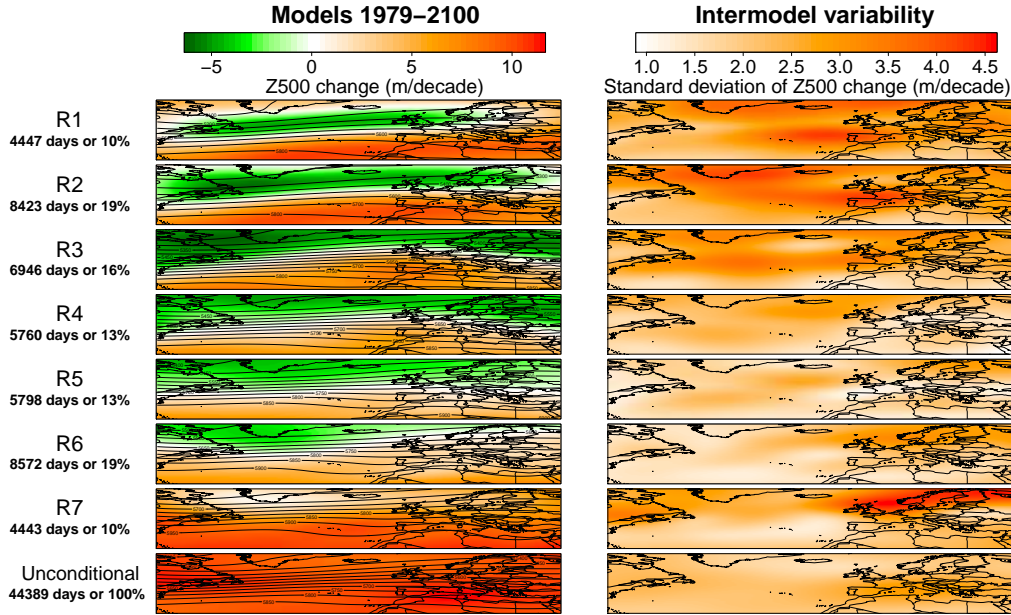 Models 1979−2100
Intermodel variability
−5 0 5 10
1.0 1.5 2.0 2.5 3.0 3.5 4.0 4.5
Z500 change (m/decade)
Standard deviation of Z500 change (m/decade)
R1
4447 days or 10%
R2
8423 days or 19%
R3
6946 days or 16%
R4
5760 days or 13%
R5
5798 days or 13%
R6
8572 days or 19%
R7
4443 days or 10%
Unconditional
44389 days or 100%